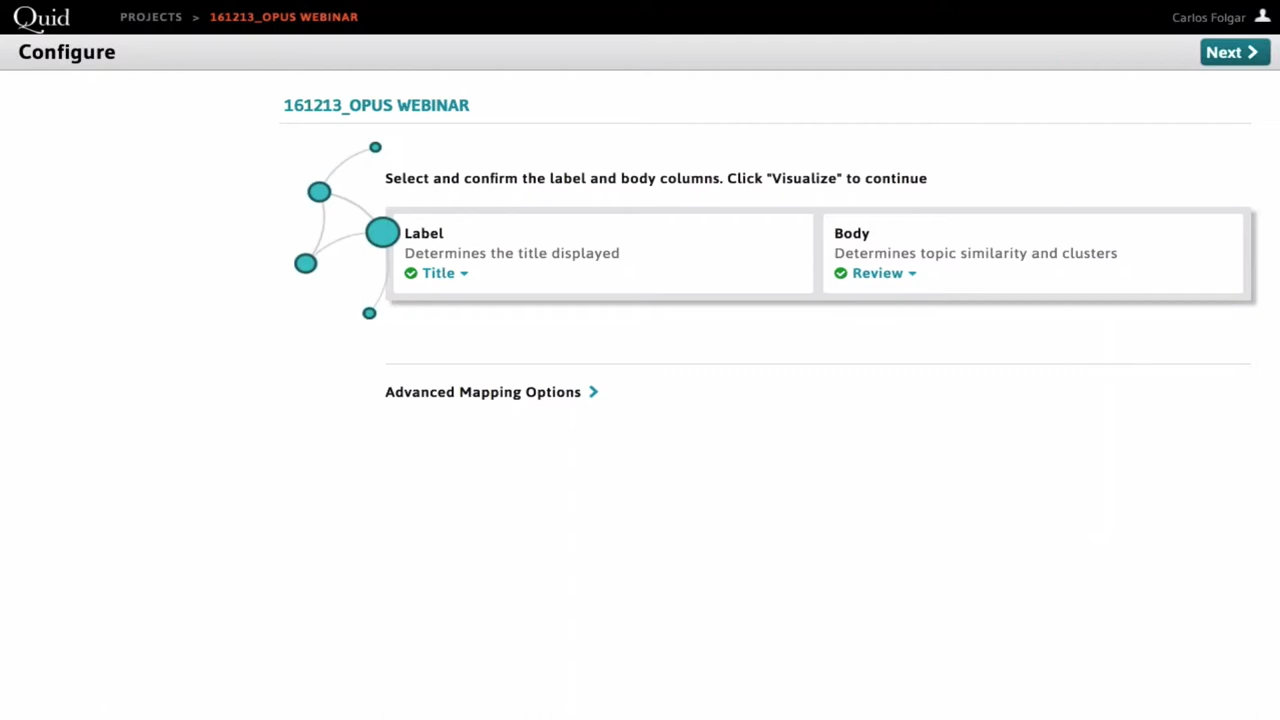 Quid PROJECTS > 161213_OPUS WEBINAR Carlos Folgar
Configure Next
161213_OPUS WEBINAR
Select and confirm the label and body columns. Click "Visualize" to continue
Label
Determines the title displayed
Title
Body
Determines topic similarity and clusters
Review
Advanced Mapping Options